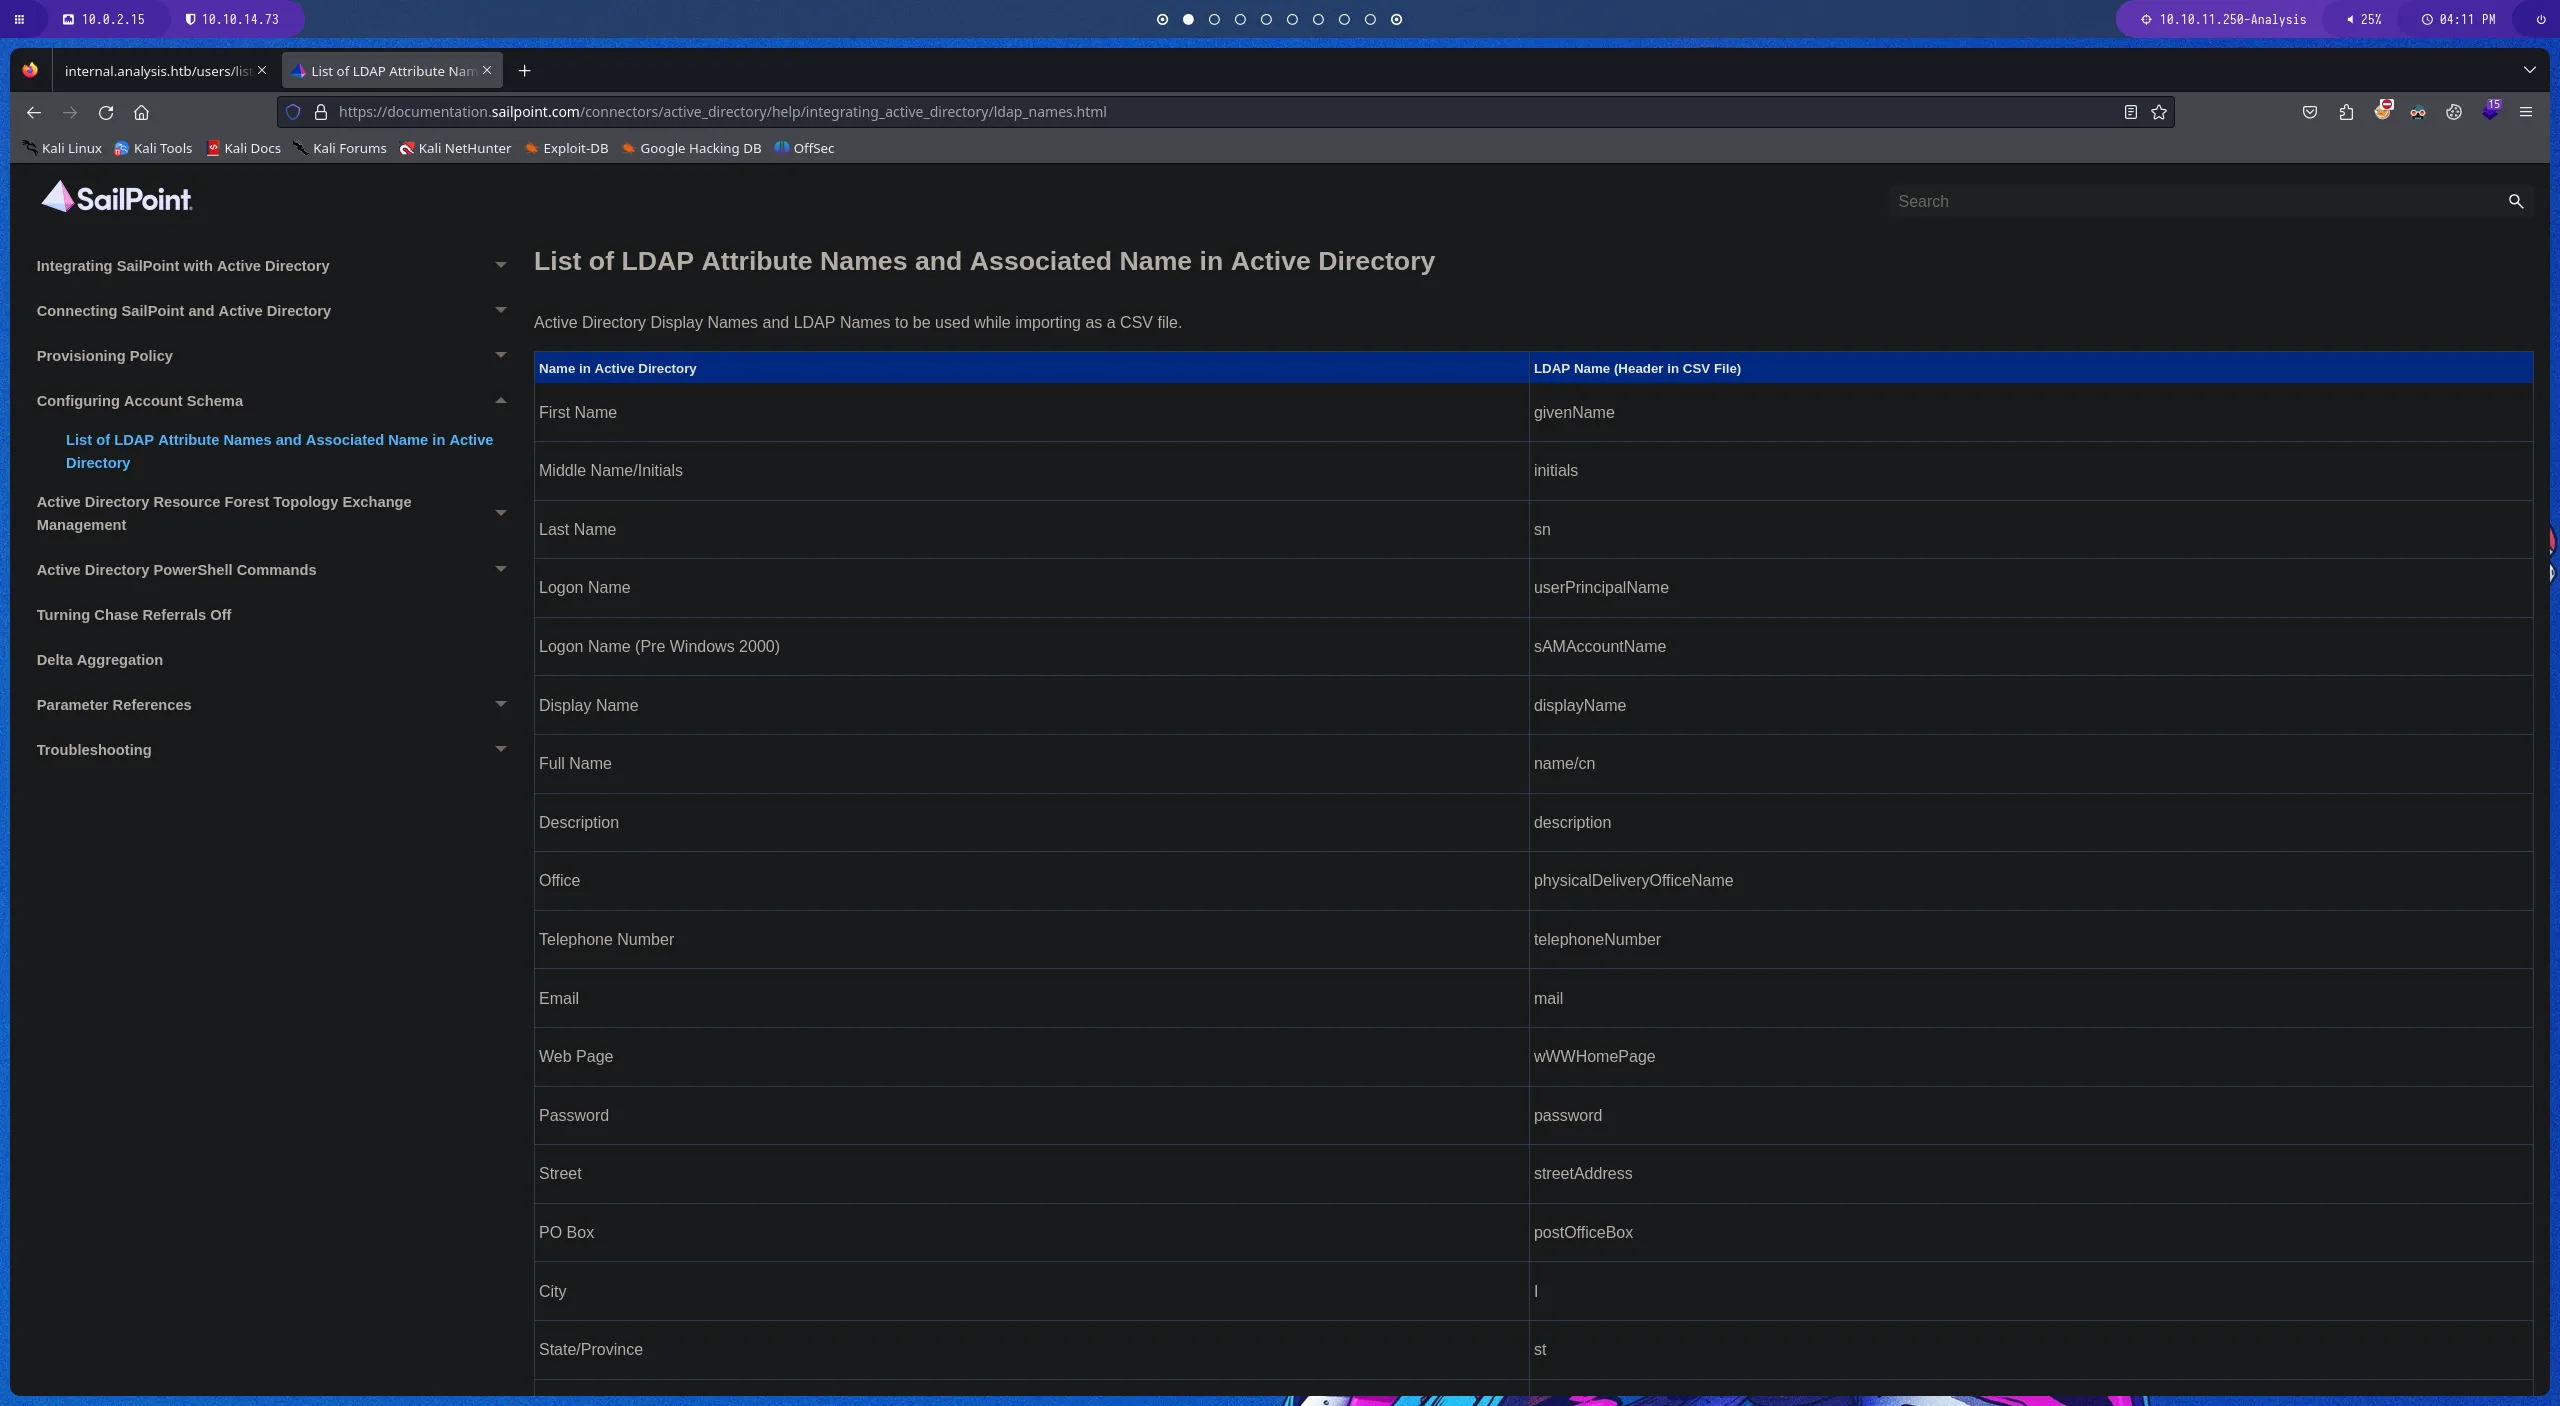 10.0.2.15 10.10.14.73 10.10.11.250-Analysis 25% 04:11 PM
internal.analysis.htb/users/list List of LDAP Attribute Nam
https://documentation.sailpoint.com/connectors/active_directory/help/integrating_active_directory/ldap_names.html 15
Kali Linux Kali Tools Kali Docs Kali Forums Kali NetHunter Exploit-DB Google Hacking DB OffSec
SailPoint
Search
Integrating SailPoint with Active Directory
Connecting SailPoint and Active Directory
Provisioning Policy
Configuring Account Schema
List of LDAP Attribute Names and Associated Name in Active
Directory
Active Directory Resource Forest Topology Exchange
Management
Active Directory PowerShell Commands
Turning Chase Referrals Off
Delta Aggregation
Parameter References
Troubleshooting
List of LDAP Attribute Names and Associated Name in Active Directory
Active Directory Display Names and LDAP Names to be used while importing as a CSV file.
Name in Active Directory LDAP Name (Header in CSV File)
First Name givenName
Middle Name/Initials initials
Last Name sn
Logon Name userPrincipalName
Logon Name (Pre Windows 2000) sAMAccountName
Display Name displayName
Full Name name/cn
Description description
Office physicalDeliveryOfficeName
Telephone Number telephoneNumber
Email mail
Web Page wWWHomePage
Password password
Street streetAddress
PO Box postOfficeBox
City l
State/Province st